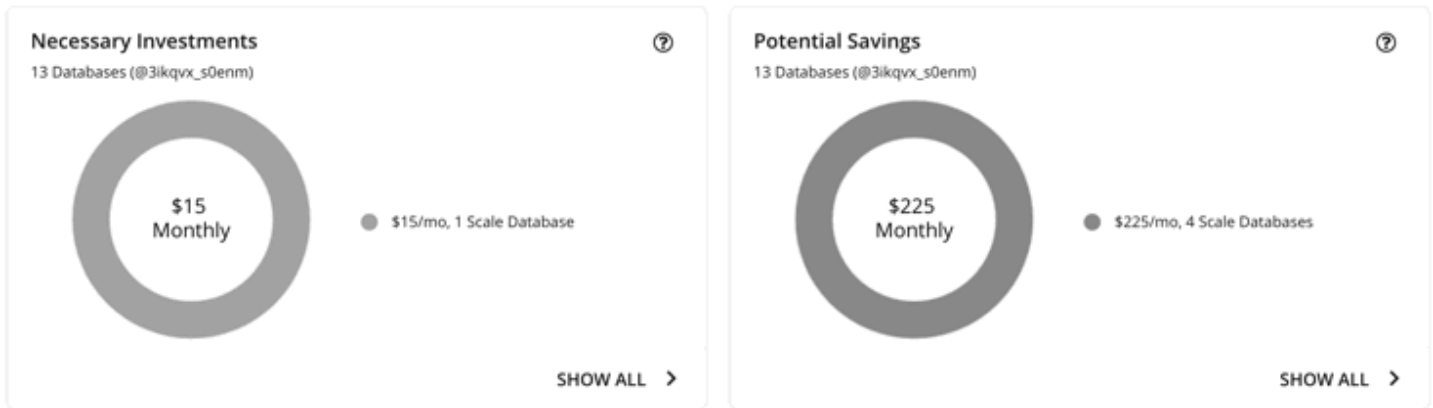 Necessary Investments
13 Databases (@3ikqvx_s0enm)
$15
Monthly
$15/mo, 1 Scale Database
SHOW ALL
Potential Savings
13 Databases (@3ikqvx_s0enm)
$225
Monthly
$225/mo, 4 Scale Databases
SHOW ALL